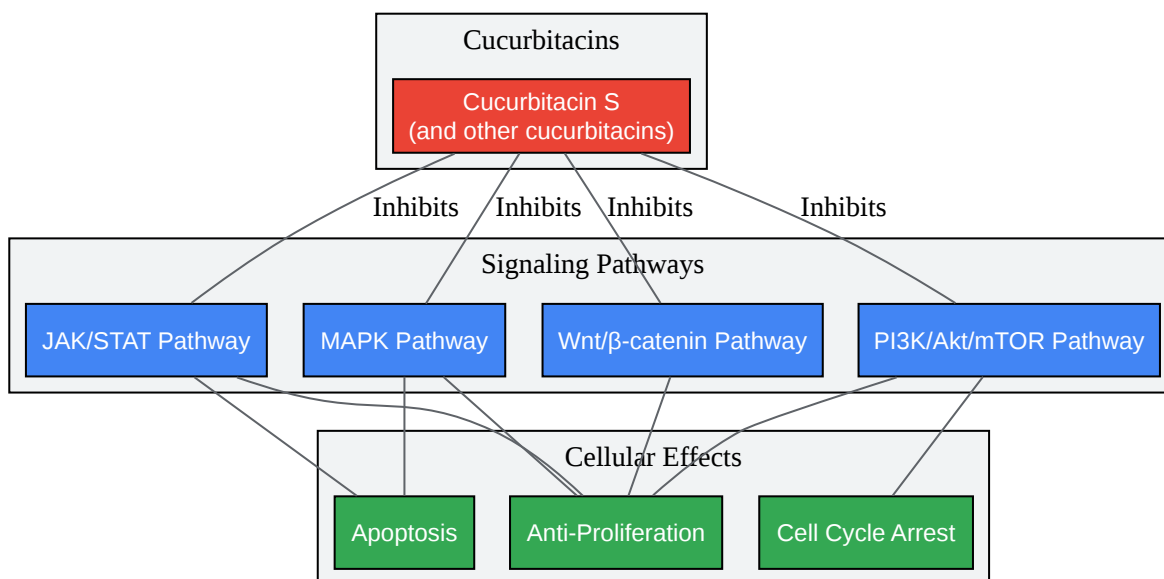 Cucurbitacins
Cucurbitacin S
(and other cucurbitacins)
Inhibits
Inhibits
Inhibits
Inhibits
Signaling Pathways
JAK/STAT Pathway
MAPK Pathway
Wnt/β-catenin Pathway
PI3K/Akt/mTOR Pathway
Cellular Effects
Apoptosis
Anti-Proliferation
Cell Cycle Arrest